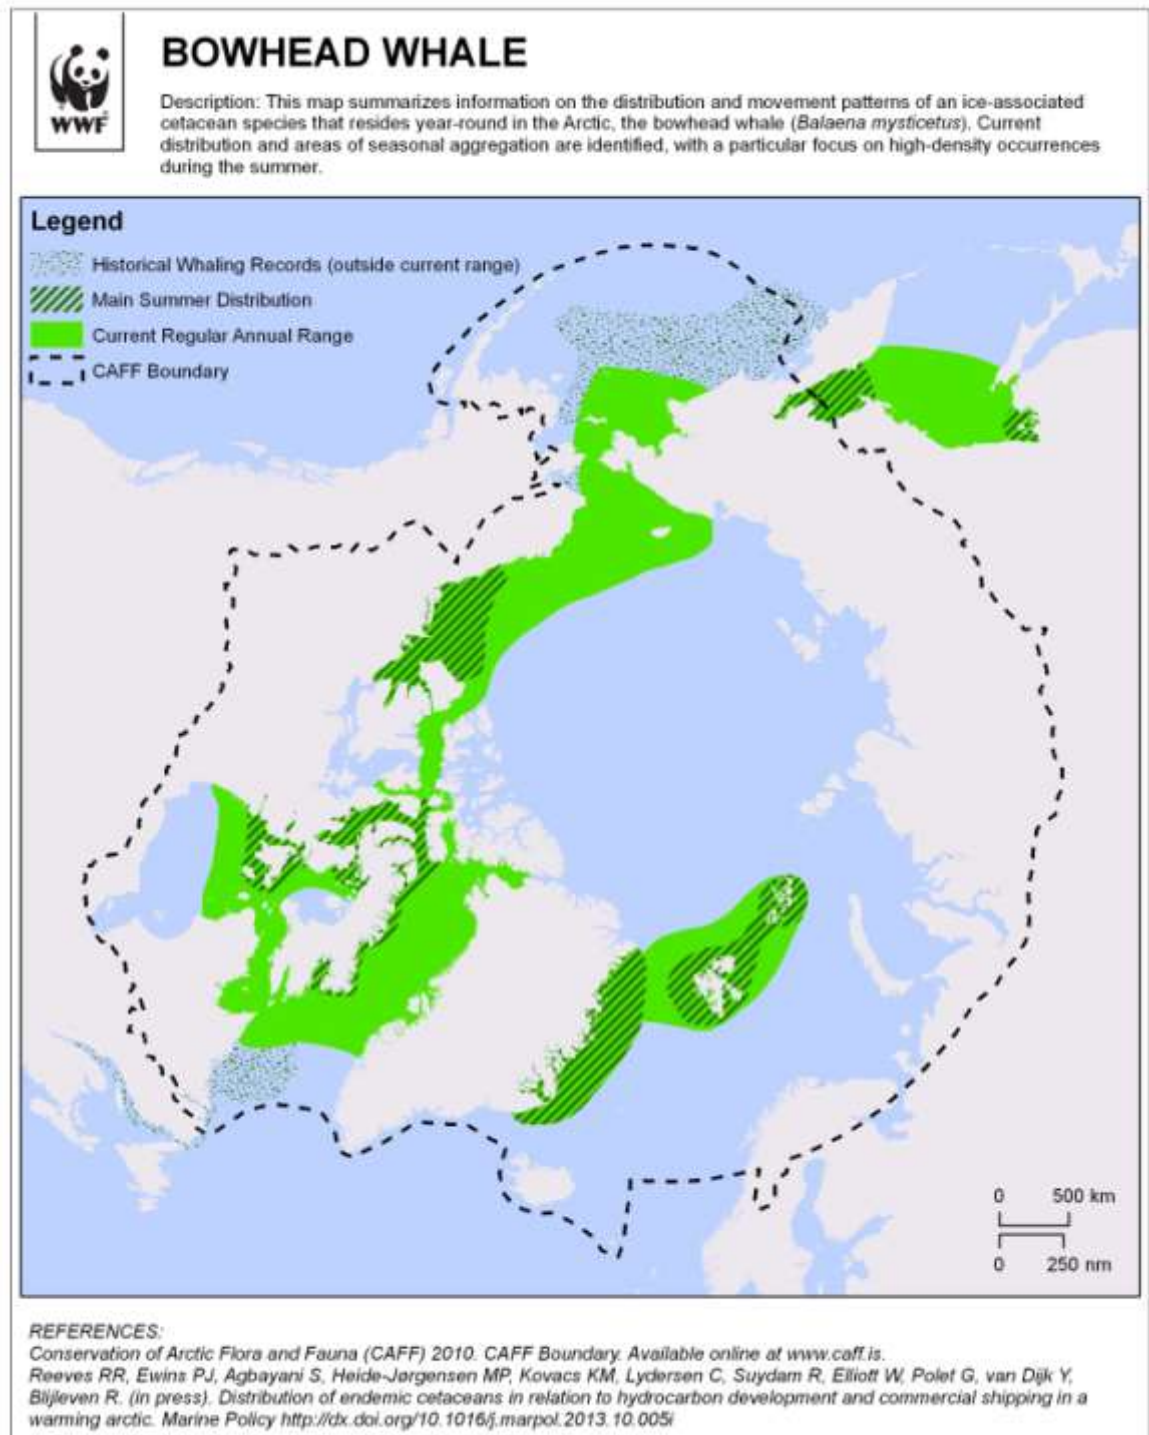 WWF
BOWHEAD WHALE
Description: This map summarizes information on the distribution and movement patterns of an ice-associated
cetacean species that resides year-round in the Arctic, the bowhead whale (Balaena mysticetus). Current
distribution and areas of seasonal aggregation are identified, with a particular focus on high-density occurrences
during the summer.
Legend
Historical Whaling Records (outside current range)
Main Summer Distribution
Current Regular Annual Range
CAFF Boundary
0 500 km
0 250 nm
REFERENCES:
Conservation of Arctic Flora and Fauna (CAFF) 2010. CAFF Boundary. Available online at www.caff.is.
Reeves RR, Ewins PJ, Agbayani S, Heide-Jørgensen MP, Kovacs KM, Lydersen C, Suydam R, Elliott W, Polet G, van Dijk Y,
Blijleven R. (in press). Distribution of endemic cetaceans in relation to hydrocarbon development and commercial shipping in a
warming arctic. Marine Policy http://dx.doi.org/10.1016/j.marpol.2013.10.005i